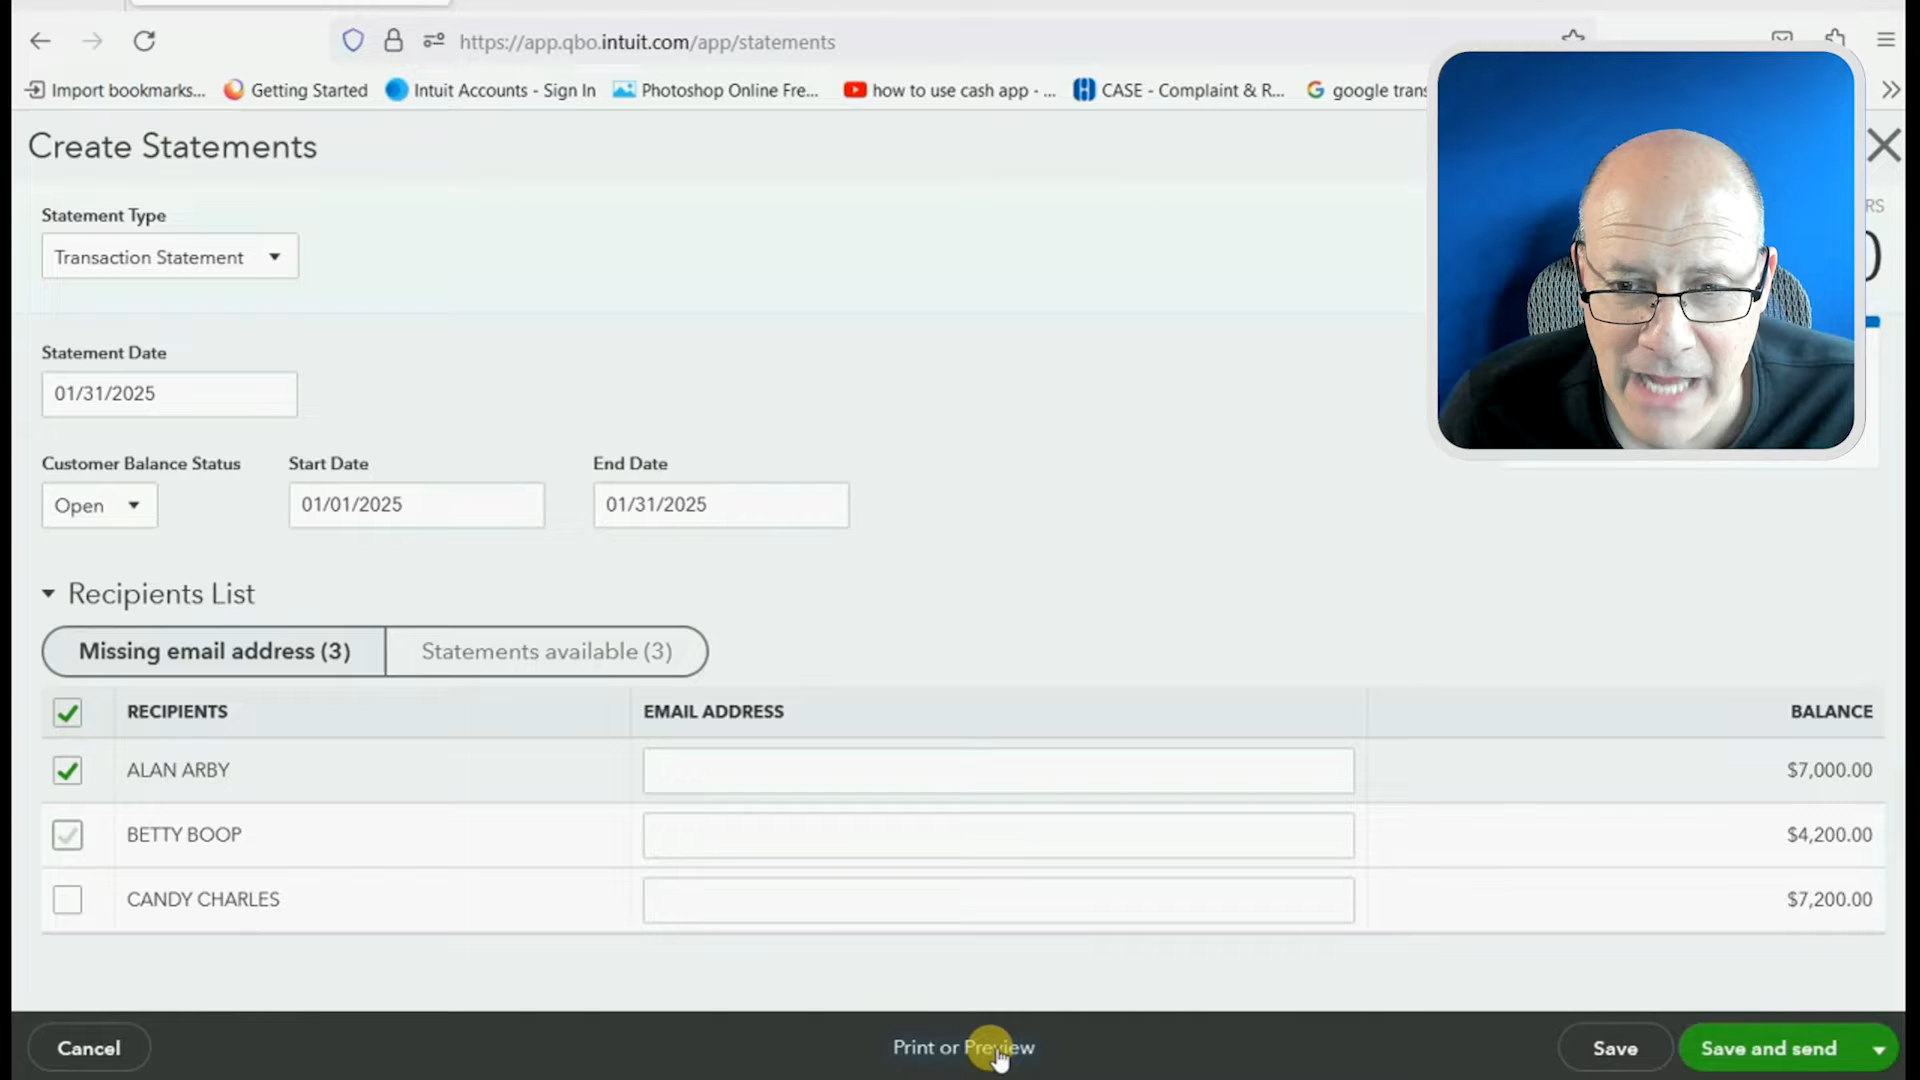 https://app.qbo.intuit.com/app/statements
Import bookmarks...
Getting Started
Intuit Accounts - Sign In
Photoshop Online Fre...
how to use cash app - ...
CASE - Complaint & R...
google trans
Create Statements
RS
Statement Type
Transaction Statement
Statement Date
01/31/2025
Customer Balance Status
Start Date
End Date
Open
01/01/2025
01/31/2025
Recipients List
Missing email address (3)
Statements available (3)
RECIPIENTS
EMAIL ADDRESS
BALANCE
ALAN ARBY
$7,000.00
BETTY BOOP
$4,200.00
CANDY CHARLES
$7,200.00
Cancel
Print or Preview
Save
Save and send